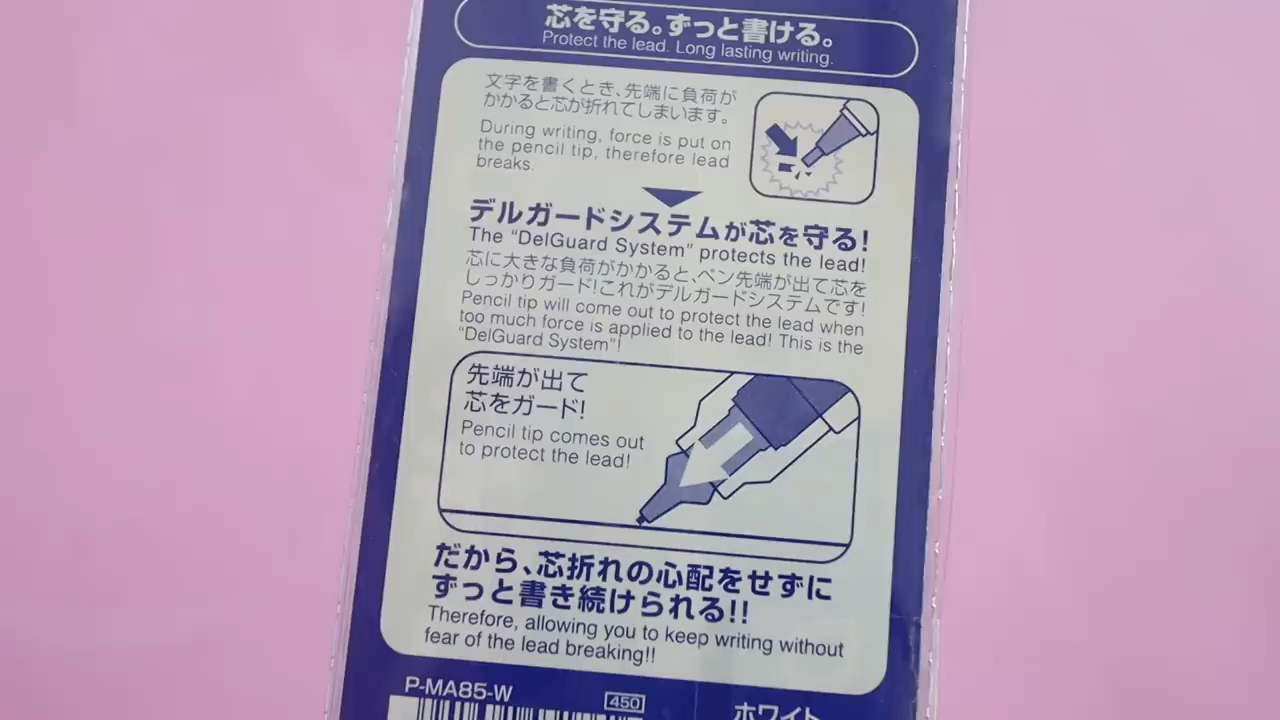 芯を守る。ずっと書ける。
Protect the lead. Long lasting writing.
文字を書くとき、先端に負荷が
かかると芯が折れてしまいます。
During writing, force is put on
the pencil tip, therefore lead
breaks.
デルガードシステムが芯を守る!
The "DelGuard System" protects the lead!
芯に大きな負荷がかかると、ペン先端が出て芯を
しっかりガード!これがデルガードシステムです!
Pencil tip will come out to protect the lead when
too much force is applied to the lead! This is the
"DelGuard System"!
先端が出て
芯をガード!
Pencil tip comes out
to protect the lead!
だから、芯折れの心配をせずに
ずっと書き続けられる!!
Therefore, allowing you to keep writing without
fear of the lead breaking!!
P-MA85-W
450
ホワイト